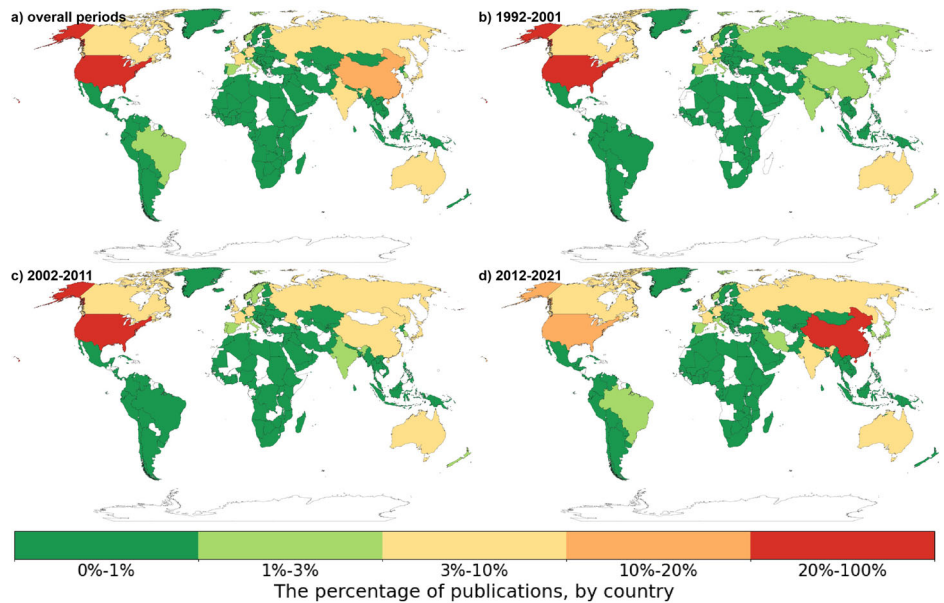 a) overall periods
b) 1992-2001
c) 2002-2011
d) 2012-2021
0%-1% 1%-3% 3%-10% 10%-20% 20%-100%
The percentage of publications, by country